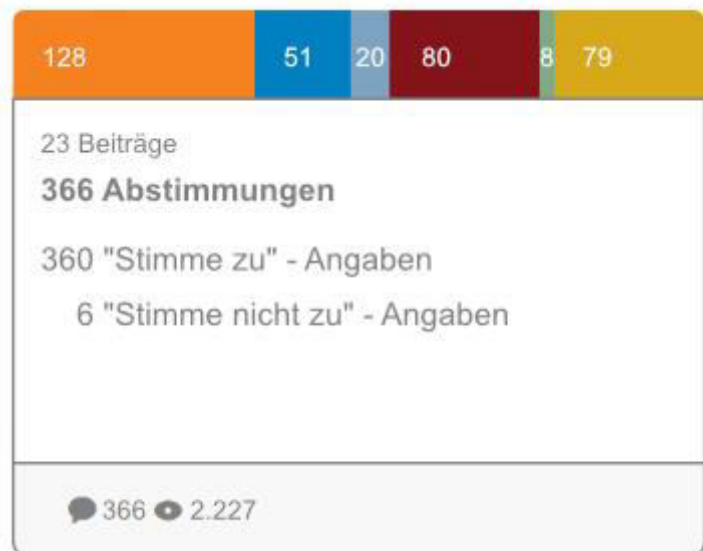 128 51 20 80 8 79
23 Beiträge
366 Abstimmungen
360 "Stimme zu" - Angaben
6 "Stimme nicht zu" - Angaben
366 2.227